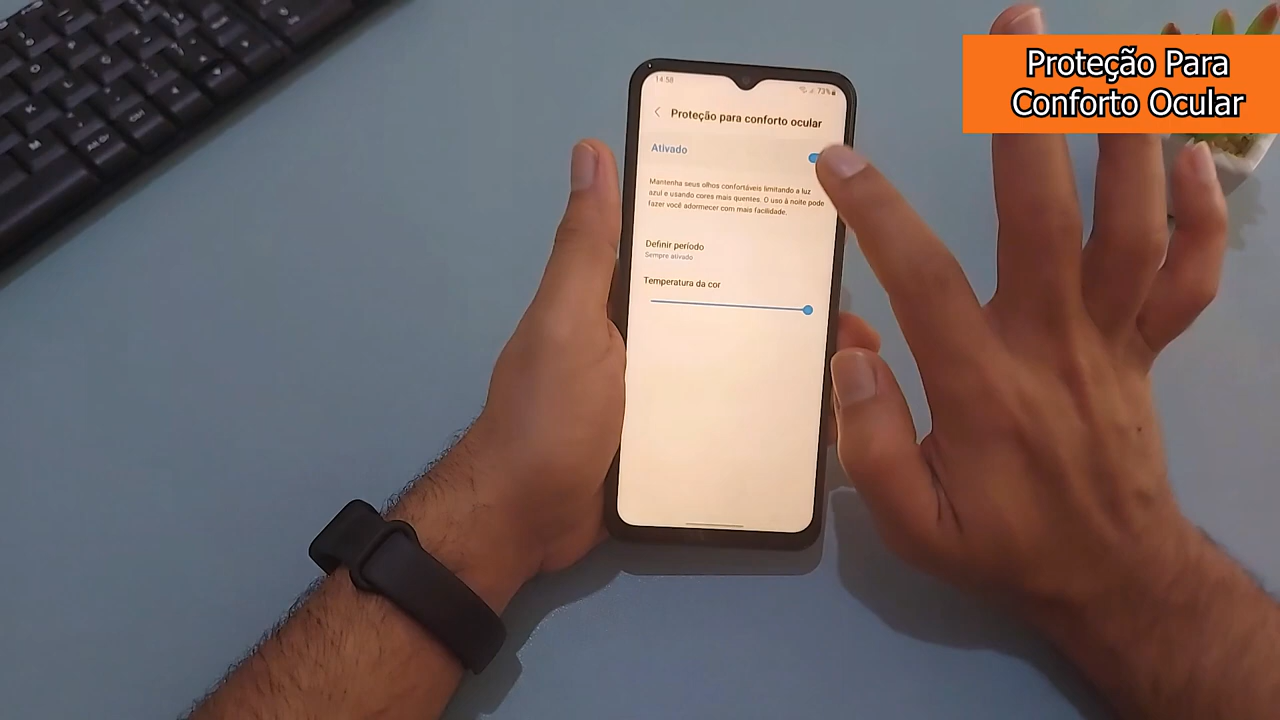 Proteção Para
Conforto Ocular
14:58
73%
Proteção para conforto ocular
Ativado
Mantenha seus olhos confortáveis limitando a luz
azul e usando cores mais quentes. O uso à noite pode
fazer você adormecer com mais facilidade.
Definir período
Sempre ativado
Temperatura da cor